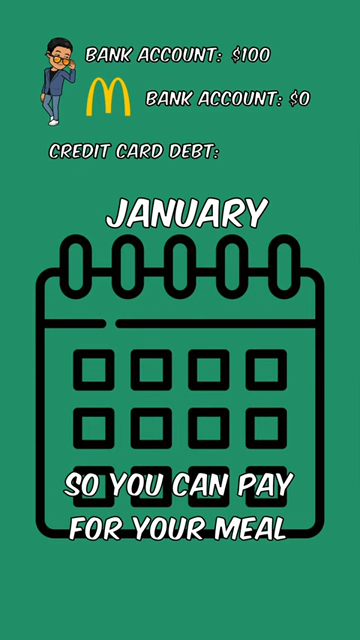 BANK ACCOUNT: $100
BANK ACCOUNT: $0
CREDIT CARD DEBT:
JANUARY
SO YOU CAN PAY
FOR YOUR MEAL